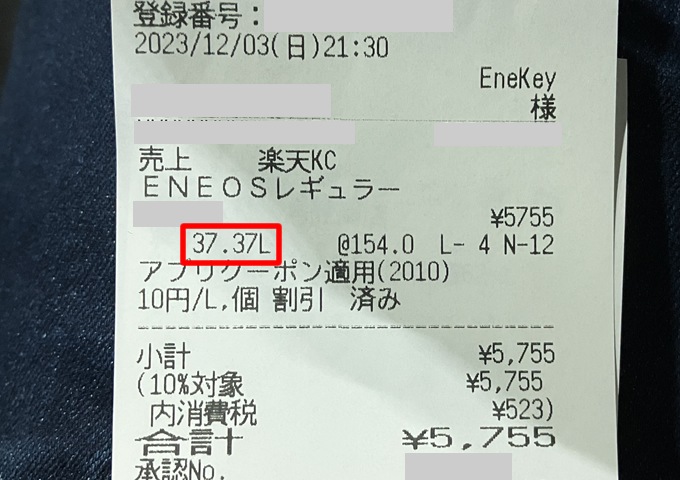 登録番号:
2023/12/03(日)21:30
EneKey
様
売上 楽天KC
ENEOSレギュラー
¥5755
37.37L @154.0 L- 4 N-12
アプリクーポン適用(2010)
10円/L,個 割引 済み
小計 ¥5,755
(10%対象 ¥5,755
内消費税 ¥523)
合計 ¥5,755
承認No.